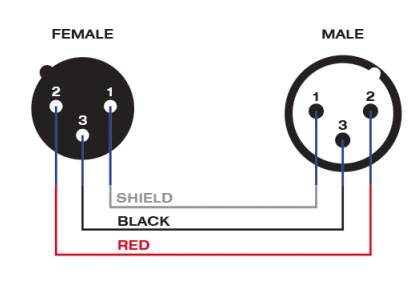 FEMALE MALE
2 1 1 2
3 3
SHIELD
BLACK
RED